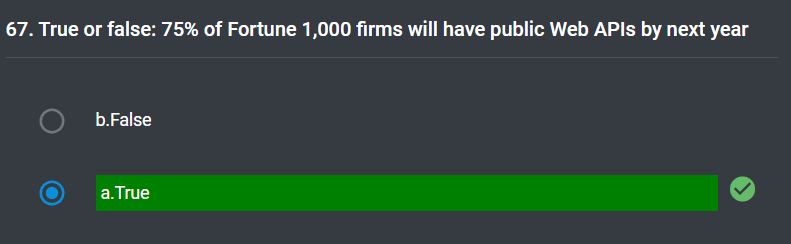 67. True or false: 75% of Fortune 1,000 firms will have public Web APIs by next year
b.False
a.True